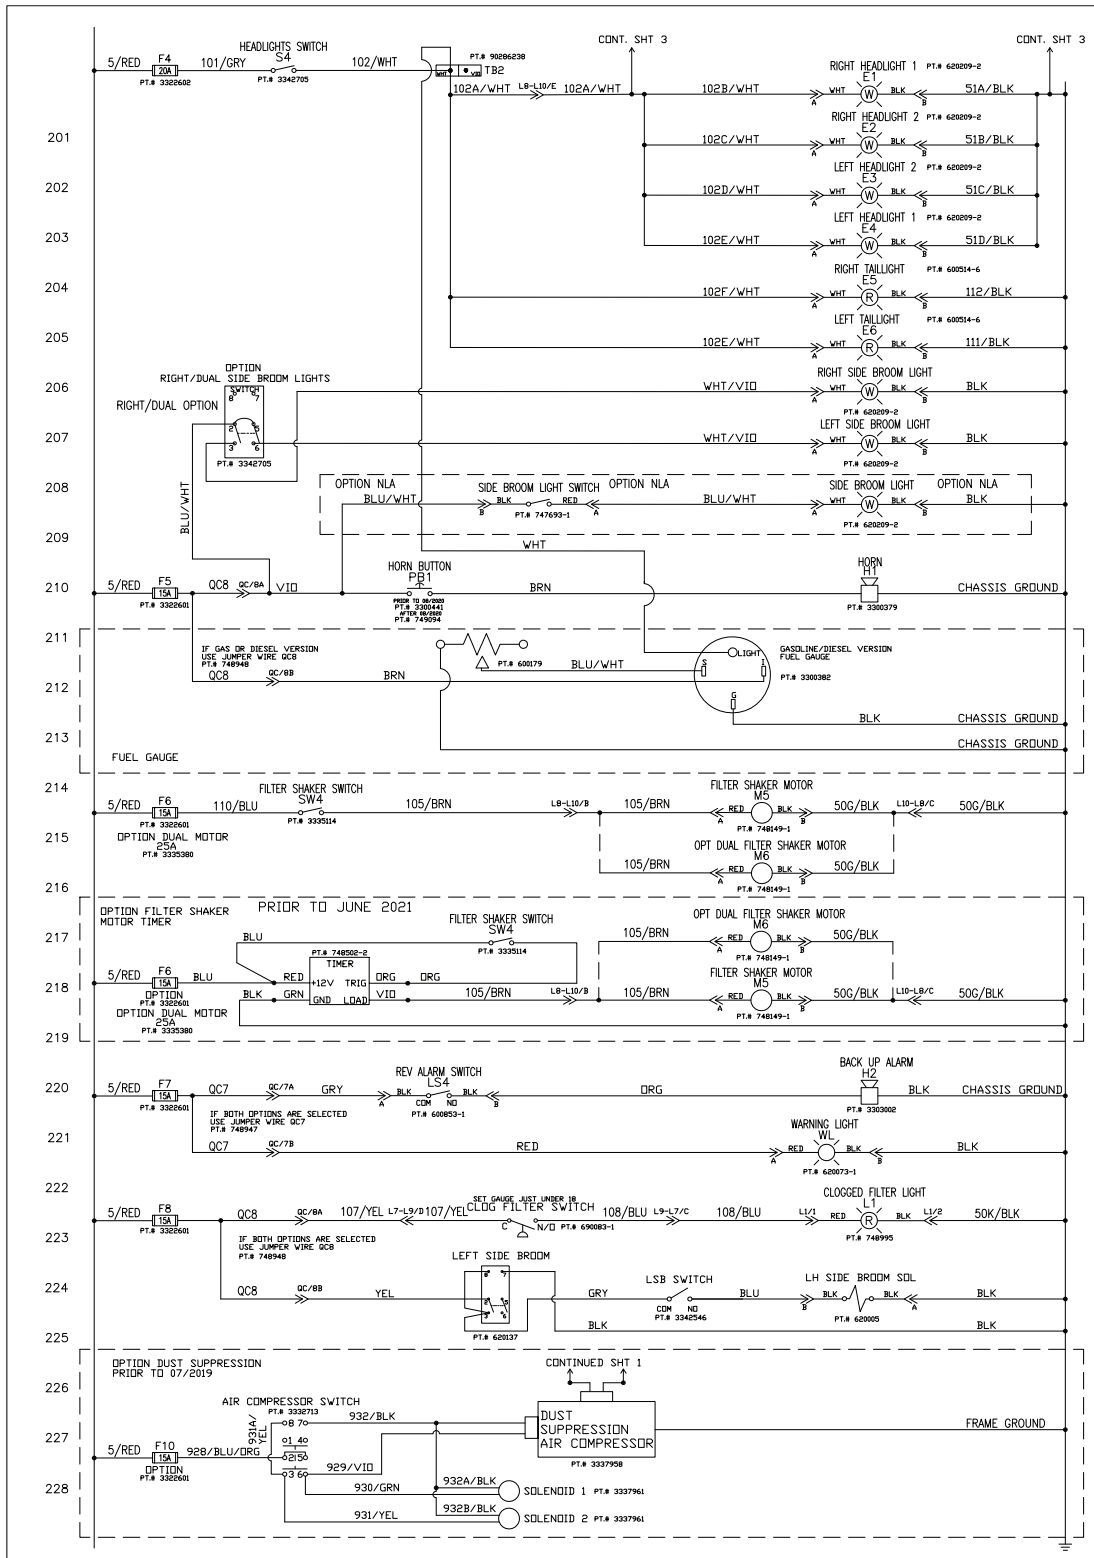 CONT. SHT 3
CONT. SHT 3
HEADLIGHTS SWITCH
S4
PT.# 3342705
5/RED
F4
20A
PT.# 3322602
101/GRY
102/WHT
PT.# 90286238
WHT
VIO
TB2
102A/WHT
L8-L10/E
102A/WHT
RIGHT HEADLIGHT 1 PT.# 620209-2
E1
102B/WHT
A
WHT
W
BLK
B
51A/BLK
RIGHT HEADLIGHT 2 PT.# 620209-2
E2
201
102C/WHT
A
WHT
W
BLK
B
51B/BLK
LEFT HEADLIGHT 2 PT.# 620209-2
E3
202
102D/WHT
A
WHT
W
BLK
B
51C/BLK
LEFT HEADLIGHT 1 PT.# 620209-2
E4
203
102E/WHT
A
WHT
W
BLK
B
51D/BLK
RIGHT TAILLIGHT PT.# 600514-6
E5
204
102F/WHT
A
WHT
R
BLK
B
112/BLK
LEFT TAILLIGHT PT.# 600514-6
E6
205
102E/WHT
A
WHT
R
BLK
B
111/BLK
OPTION
RIGHT/DUAL SIDE BROOM LIGHTS
SWITCH
8 7
2 5
3 6
PT.# 3342705
RIGHT/DUAL OPTION
RIGHT SIDE BROOM LIGHT
206
WHT/VIO
A
WHT
W
BLK
B
BLK
PT.# 620209-2
LEFT SIDE BROOM LIGHT
207
WHT/VIO
A
WHT
W
BLK
B
BLK
PT.# 620209-2
208
OPTION NLA
SIDE BROOM LIGHT SWITCH
OPTION NLA
SIDE BROOM LIGHT
OPTION NLA
BLU/WHT
BLU/WHT
B
BLK
RED
A
PT.# 747693-1
BLU/WHT
A
WHT
W
BLK
B
BLK
PT.# 620209-2
209
WHT
210
5/RED
F5
15A
PT.# 3322601
QC8
QC/8A
VIO
HORN BUTTON
PB1
PRIOR TO 08/2020
PT.# 3300441
AFTER 08/2020
PT.# 749094
BRN
HORN
H1
PT.# 3300379
CHASSIS GROUND
211
IF GAS OR DIESEL VERSION
USE JUMPER WIRE QC8
PT.# 748948
QC8
QC/8B
BRN
PT.# 600179
BLU/WHT
LIGHT
S
I
G
GASOLINE/DIESEL VERSION
FUEL GAUGE
PT.# 3300382
212
BLK
CHASSIS GROUND
213
CHASSIS GROUND
FUEL GAUGE
214
5/RED
F6
15A
PT.# 3322601
OPTION DUAL MOTOR
25A
PT.# 3335380
110/BLU
FILTER SHAKER SWITCH
SW4
PT.# 3335114
105/BRN
L8-L10/B
105/BRN
FILTER SHAKER MOTOR
M5
A
RED
BLK
B
PT.# 748149-1
50G/BLK
L10-L8/C
50G/BLK
215
OPT DUAL FILTER SHAKER MOTOR
M6
105/BRN
A
RED
BLK
B
PT.# 748149-1
50G/BLK
216
OPTION FILTER SHAKER
MOTOR TIMER
PRIOR TO JUNE 2021
217
BLU
FILTER SHAKER SWITCH
SW4
PT.# 3335114
OPT DUAL FILTER SHAKER MOTOR
M6
105/BRN
A
RED
BLK
B
PT.# 748149-1
50G/BLK
218
5/RED
F6
15A
OPTION
PT.# 3322601
OPTION DUAL MOTOR
25A
PT.# 3335380
BLU
RED
BLK
GRN
PT.# 748502-2
TIMER
+12V TRIG
GND LOAD
ORG
ORG
VIO
105/BRN
L8-L10/B
105/BRN
FILTER SHAKER MOTOR
M5
A
RED
BLK
B
PT.# 748149-1
50G/BLK
L10-L8/C
50G/BLK
219
220
5/RED
F7
15A
PT.# 3322601
QC7
QC/7A
GRY
REV ALARM SWITCH
LS4
A
BLK
BLK
B
COM NO
PT.# 600853-1
ORG
BACK UP ALARM
H2
PT.# 3303002
BLK
CHASSIS GROUND
IF BOTH OPTIONS ARE SELECTED
USE JUMPER WIRE QC7
PT.# 748947
221
QC7
QC/7B
RED
WARNING LIGHT
WL
A
RED
BLK
B
PT.# 620073-1
BLK
222
5/RED
F8
15A
PT.# 3322601
QC8
QC/8A
107/YEL
L7-L9/D
107/YEL
SET GAUGE JUST UNDER 18
CLOG FILTER SWITCH
C
N/O
PT.# 690083-1
108/BLU
L9-L7/C
108/BLU
CLOGGED FILTER LIGHT
L1
L1/1
RED
R
BLK
L1/2
PT.# 748995
50K/BLK
223
IF BOTH OPTIONS ARE SELECTED
USE JUMPER WIRE QC8
PT.# 748948
LEFT SIDE BROOM
8 7
2 5
3 6
PT.# 620137
224
QC8
QC/8B
YEL
GRY
LSB SWITCH
COM NO
PT.# 3342546
BLU
LH SIDE BROOM SOL
B
BLK
BLK
A
PT.# 620005
BLK
225
BLK
BLK
OPTION DUST SUPPRESSION
PRIOR TO 07/2019
226
CONTINUED SHT 1
AIR COMPRESSOR SWITCH
PT.# 3332713
931A/
YEL
8 7
1 4
2 5
3 6
932/BLK
DUST
SUPPRESSION
AIR COMPRESSOR
PT.# 3337958
FRAME GROUND
227
5/RED
F10
15A
OPTION
PT.# 3322601
928/BLU/ORG
929/VIO
228
930/GRN
932A/BLK
SOLENOID 1 PT.# 3337961
931/YEL
932B/BLK
SOLENOID 2 PT.# 3337961